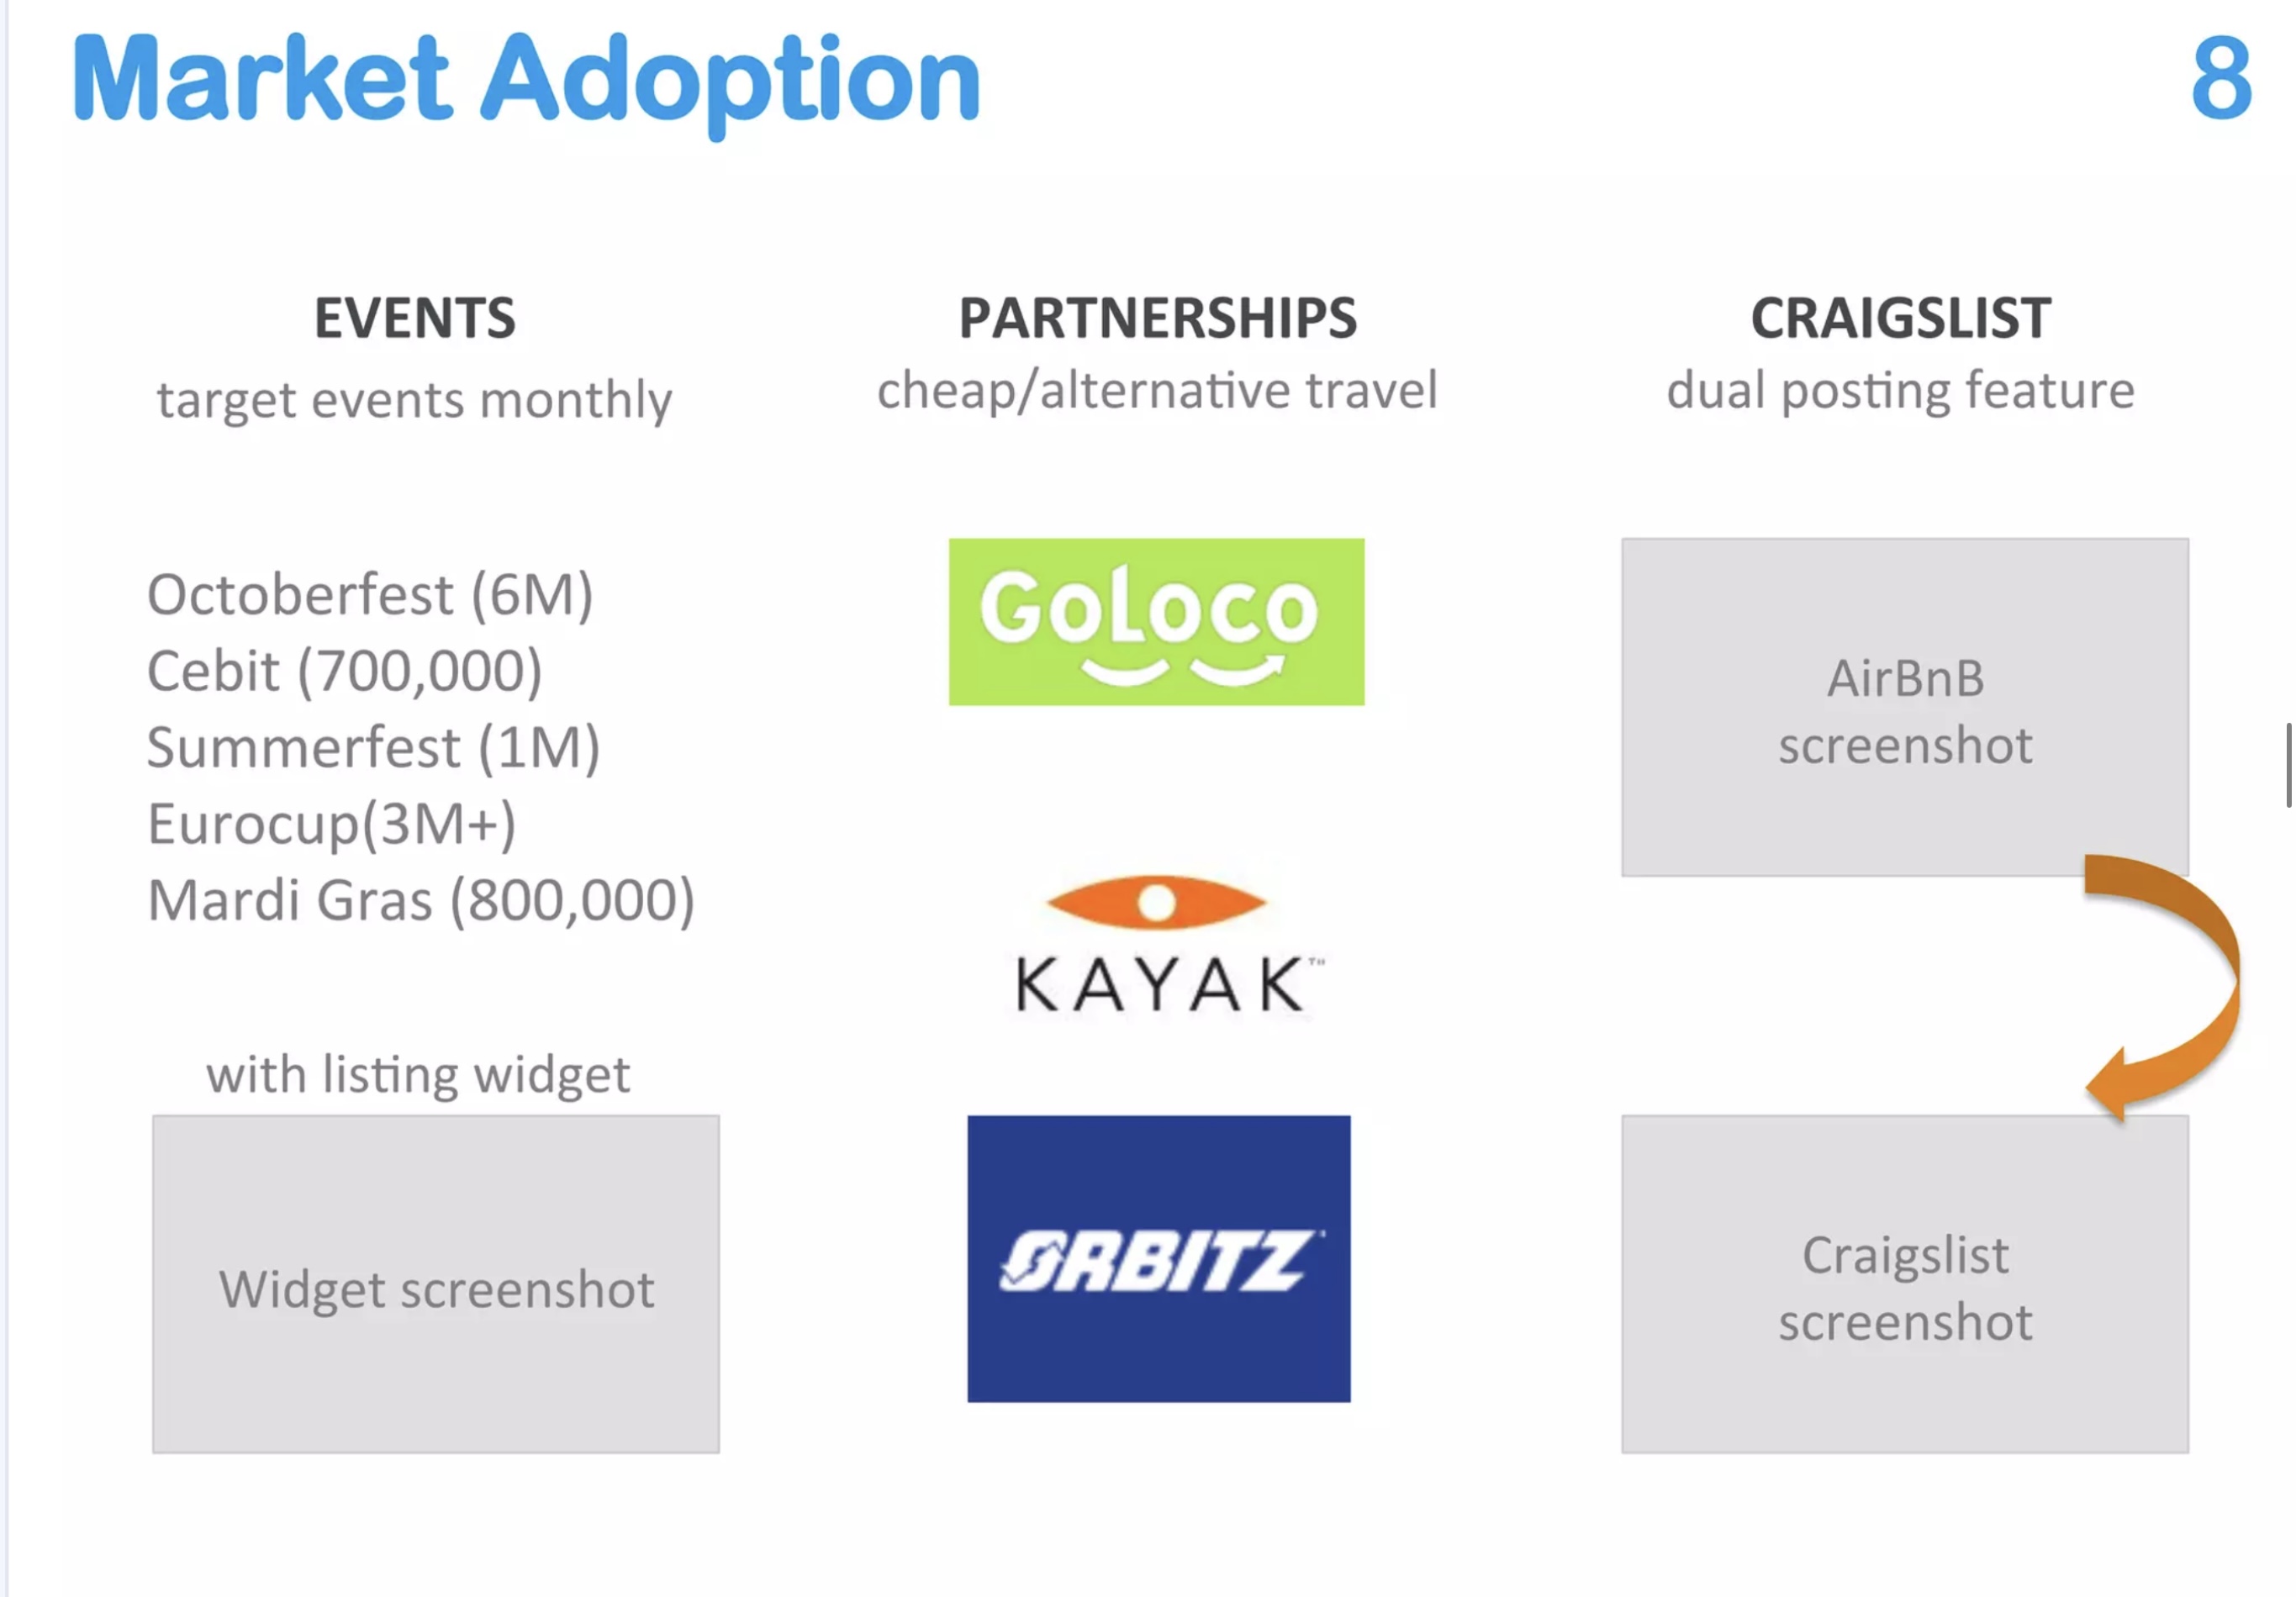 Market Adoption
8
EVENTS
target events monthly
Octoberfest (6M)
Cebit (700,000)
Summerfest (1M)
Eurocup(3M+)
Mardi Gras (800,000)
with listing widget
Widget screenshot
PARTNERSHIPS
cheap/alternative travel
GoLoco
KAYAK™
ORBITZ
CRAIGSLIST
dual posting feature
AirBnB
screenshot
Craigslist
screenshot